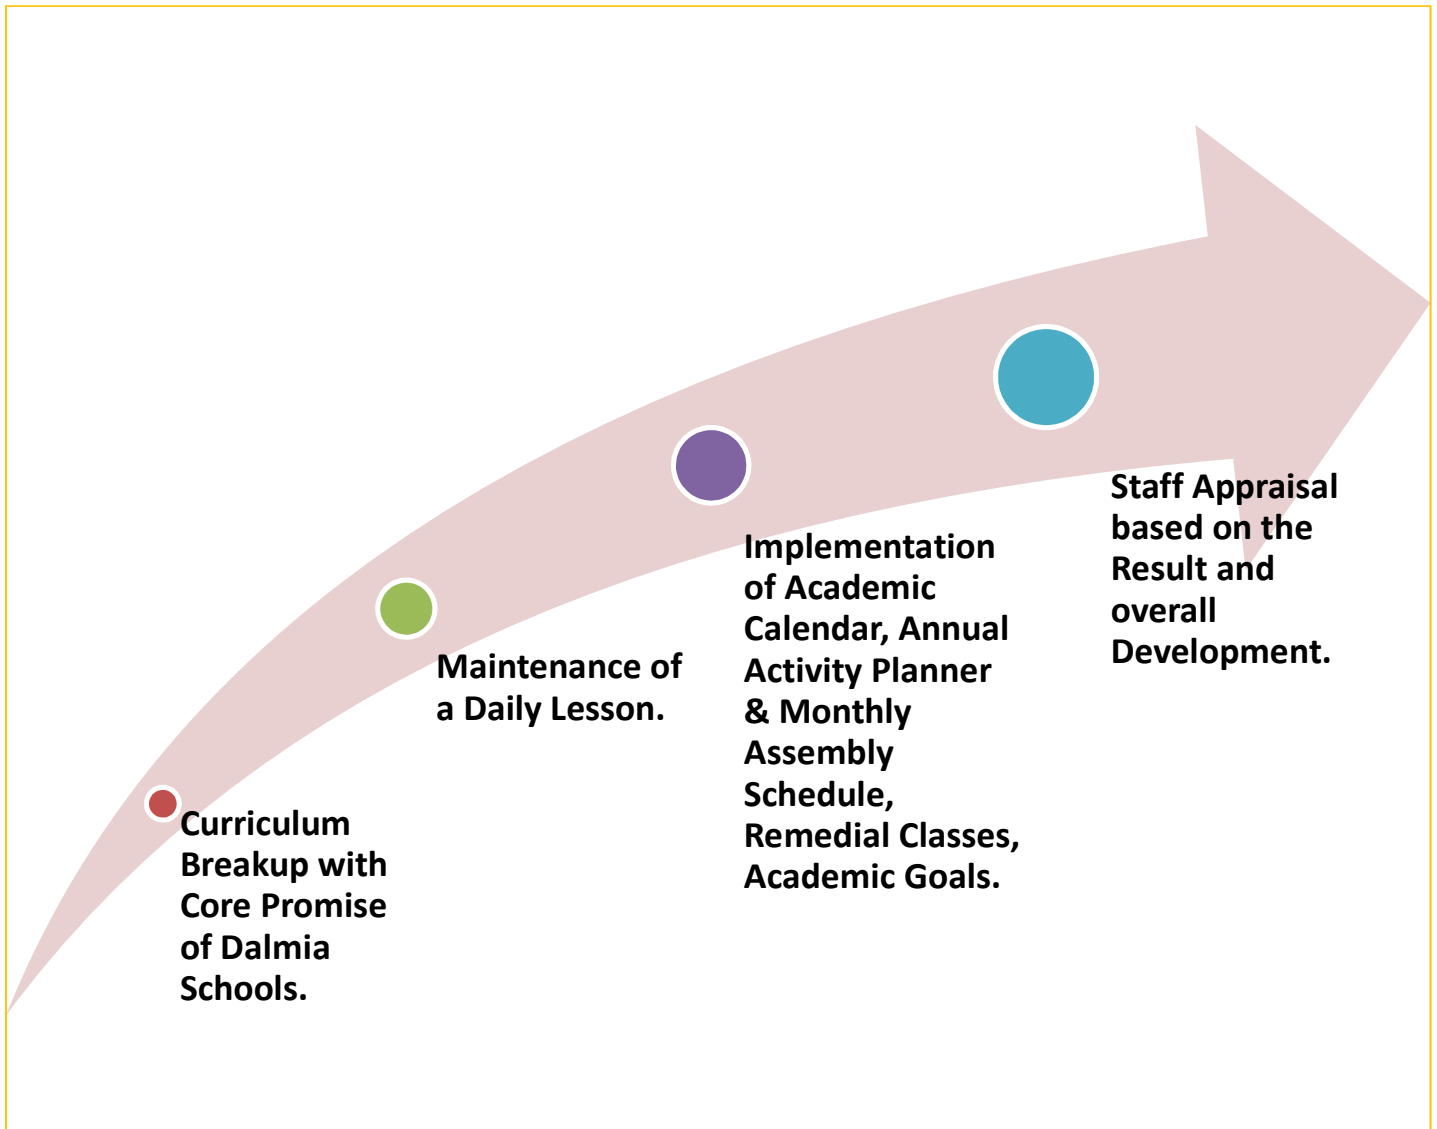 Curriculum
Breakup with
Core Promise
of Dalmia
Schools.
Maintenance of
a Daily Lesson.
Implementation
of Academic
Calendar, Annual
Activity Planner
& Monthly
Assembly
Schedule,
Remedial Classes,
Academic Goals.
Staff Appraisal
based on the
Result and
overall
Development.